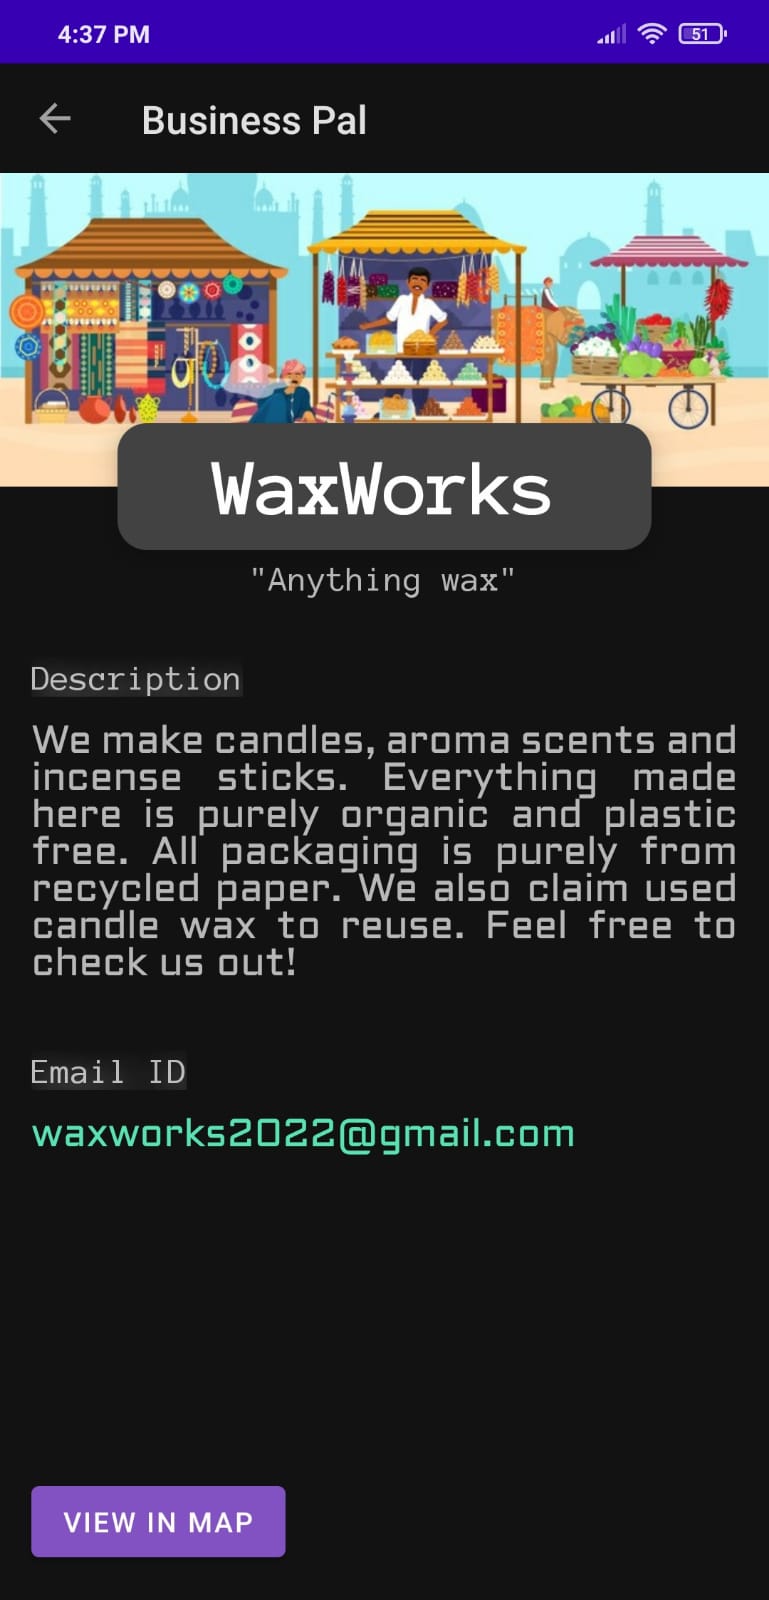 4:37 PM
51
Business Pal
WaxWorks
"Anything wax"
Description
We make candles, aroma scents and
incense sticks. Everything made
here is purely organic and plastic
free. All packaging is purely from
recycled paper. We also claim used
candle wax to reuse. Feel free to
check us out!
Email ID
waxworks2022@gmail.com
VIEW IN MAP